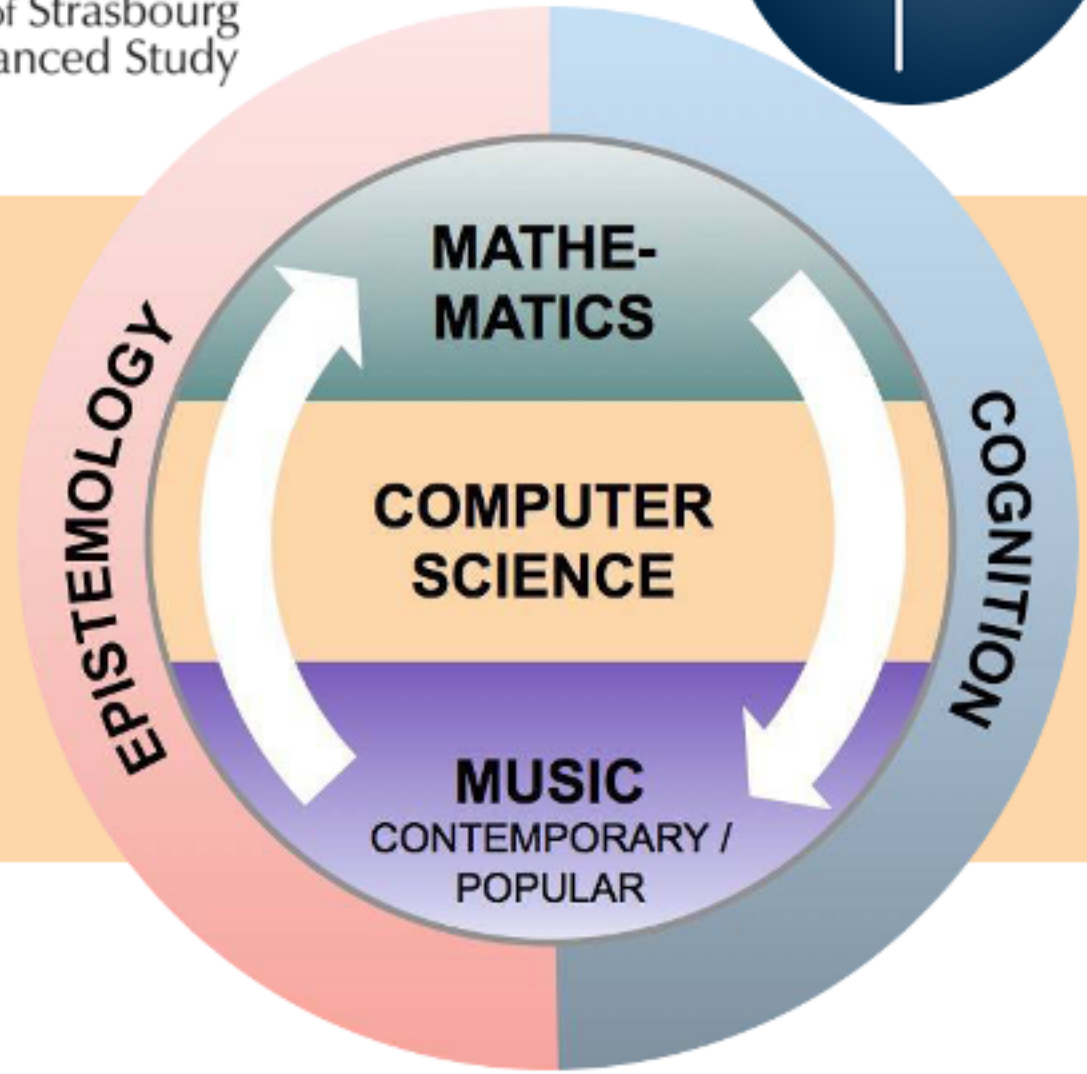 of Strasbourg
anced Study
MATHE-
MATICS
EPISTEMOLOGY
COGNITION
COMPUTER
SCIENCE
MUSIC
CONTEMPORARY /
POPULAR